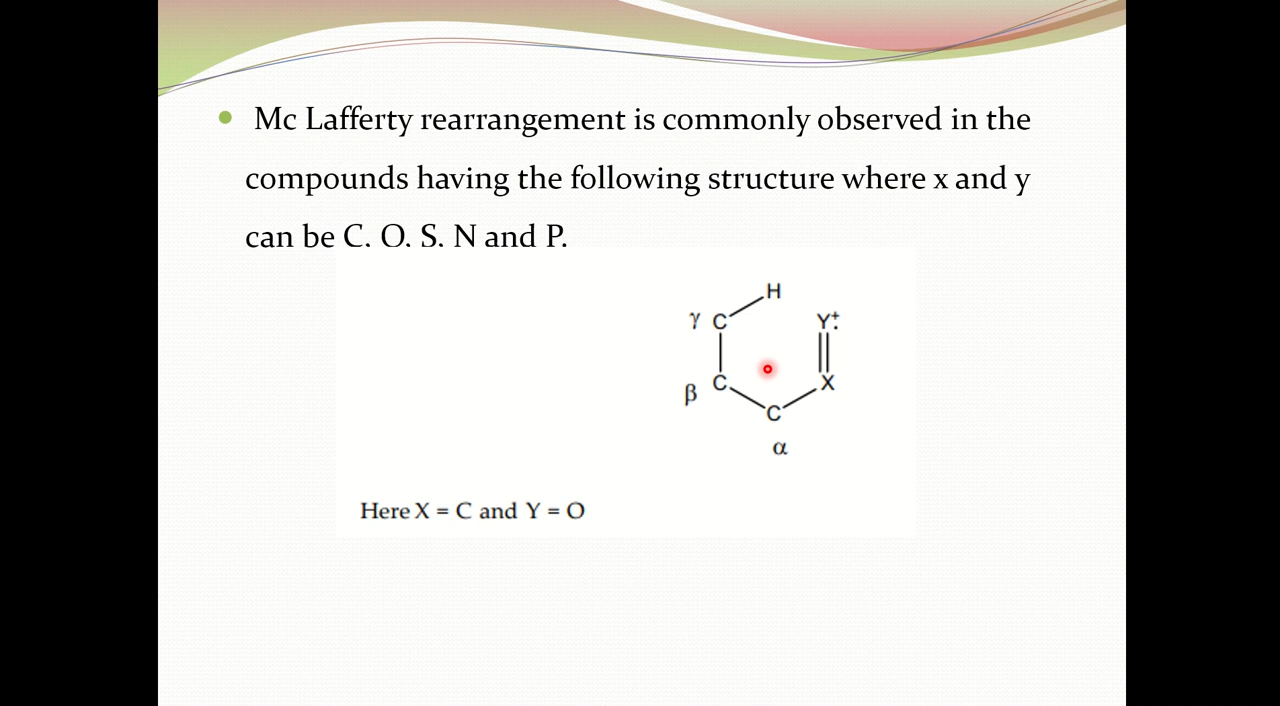 Mc Lafferty rearrangement is commonly observed in the
compounds having the following structure where x and y
can be C, O, S, N and P.
H
γ C Y⁺:
β C X
C
α
Here X = C and Y = O